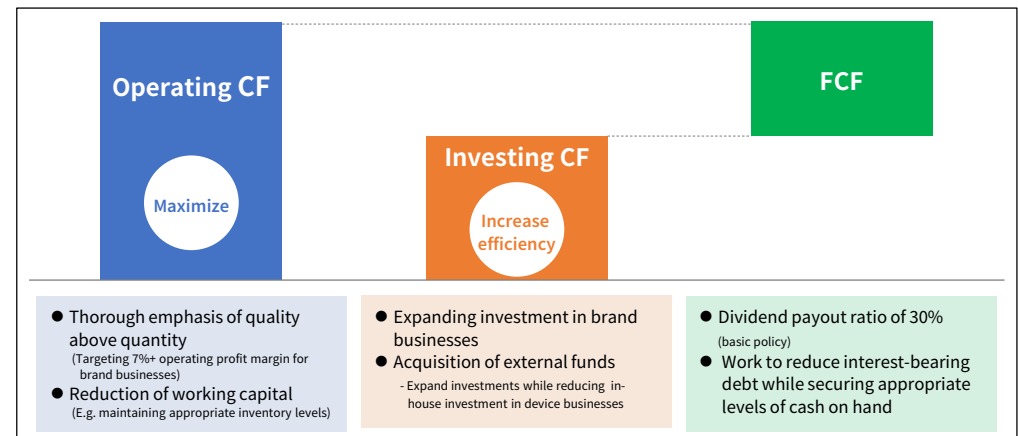 Operating CF
Maximize
Investing CF
Increase
efficiency
FCF
● Thorough emphasis of quality
above quantity
(Targeting 7%+ operating profit margin for
brand businesses)
● Reduction of working capital
(E.g. maintaining appropriate inventory levels)
● Expanding investment in brand
businesses
● Acquisition of external funds
- Expand investments while reducing in-
house investment in device businesses
● Dividend payout ratio of 30%
(basic policy)
● Work to reduce interest-bearing
debt while securing appropriate
levels of cash on hand